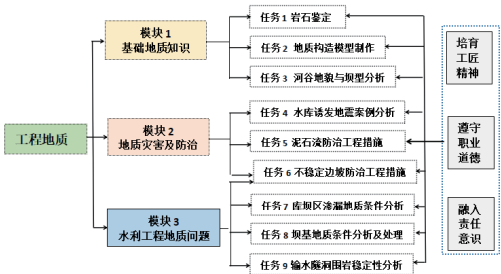 工程地质
模块 1
基础地质知识
模块 2
地质灾害及防治
模块 3
水利工程地质问题
任务 1 岩石鉴定
任务 2 地质构造模型制作
任务 3 河谷地貌与坝型分析
任务 4 水库诱发地震案例分析
任务 5 泥石流防治工程措施
任务 6 不稳定边坡防治工程措施
任务 7 库坝区渗漏地质条件分析
任务 8 坝基地质条件分析及处理
任务 9 输水隧洞围岩稳定性分析
培育
工匠
精神
遵守
职业
道德
融入
责任
意识